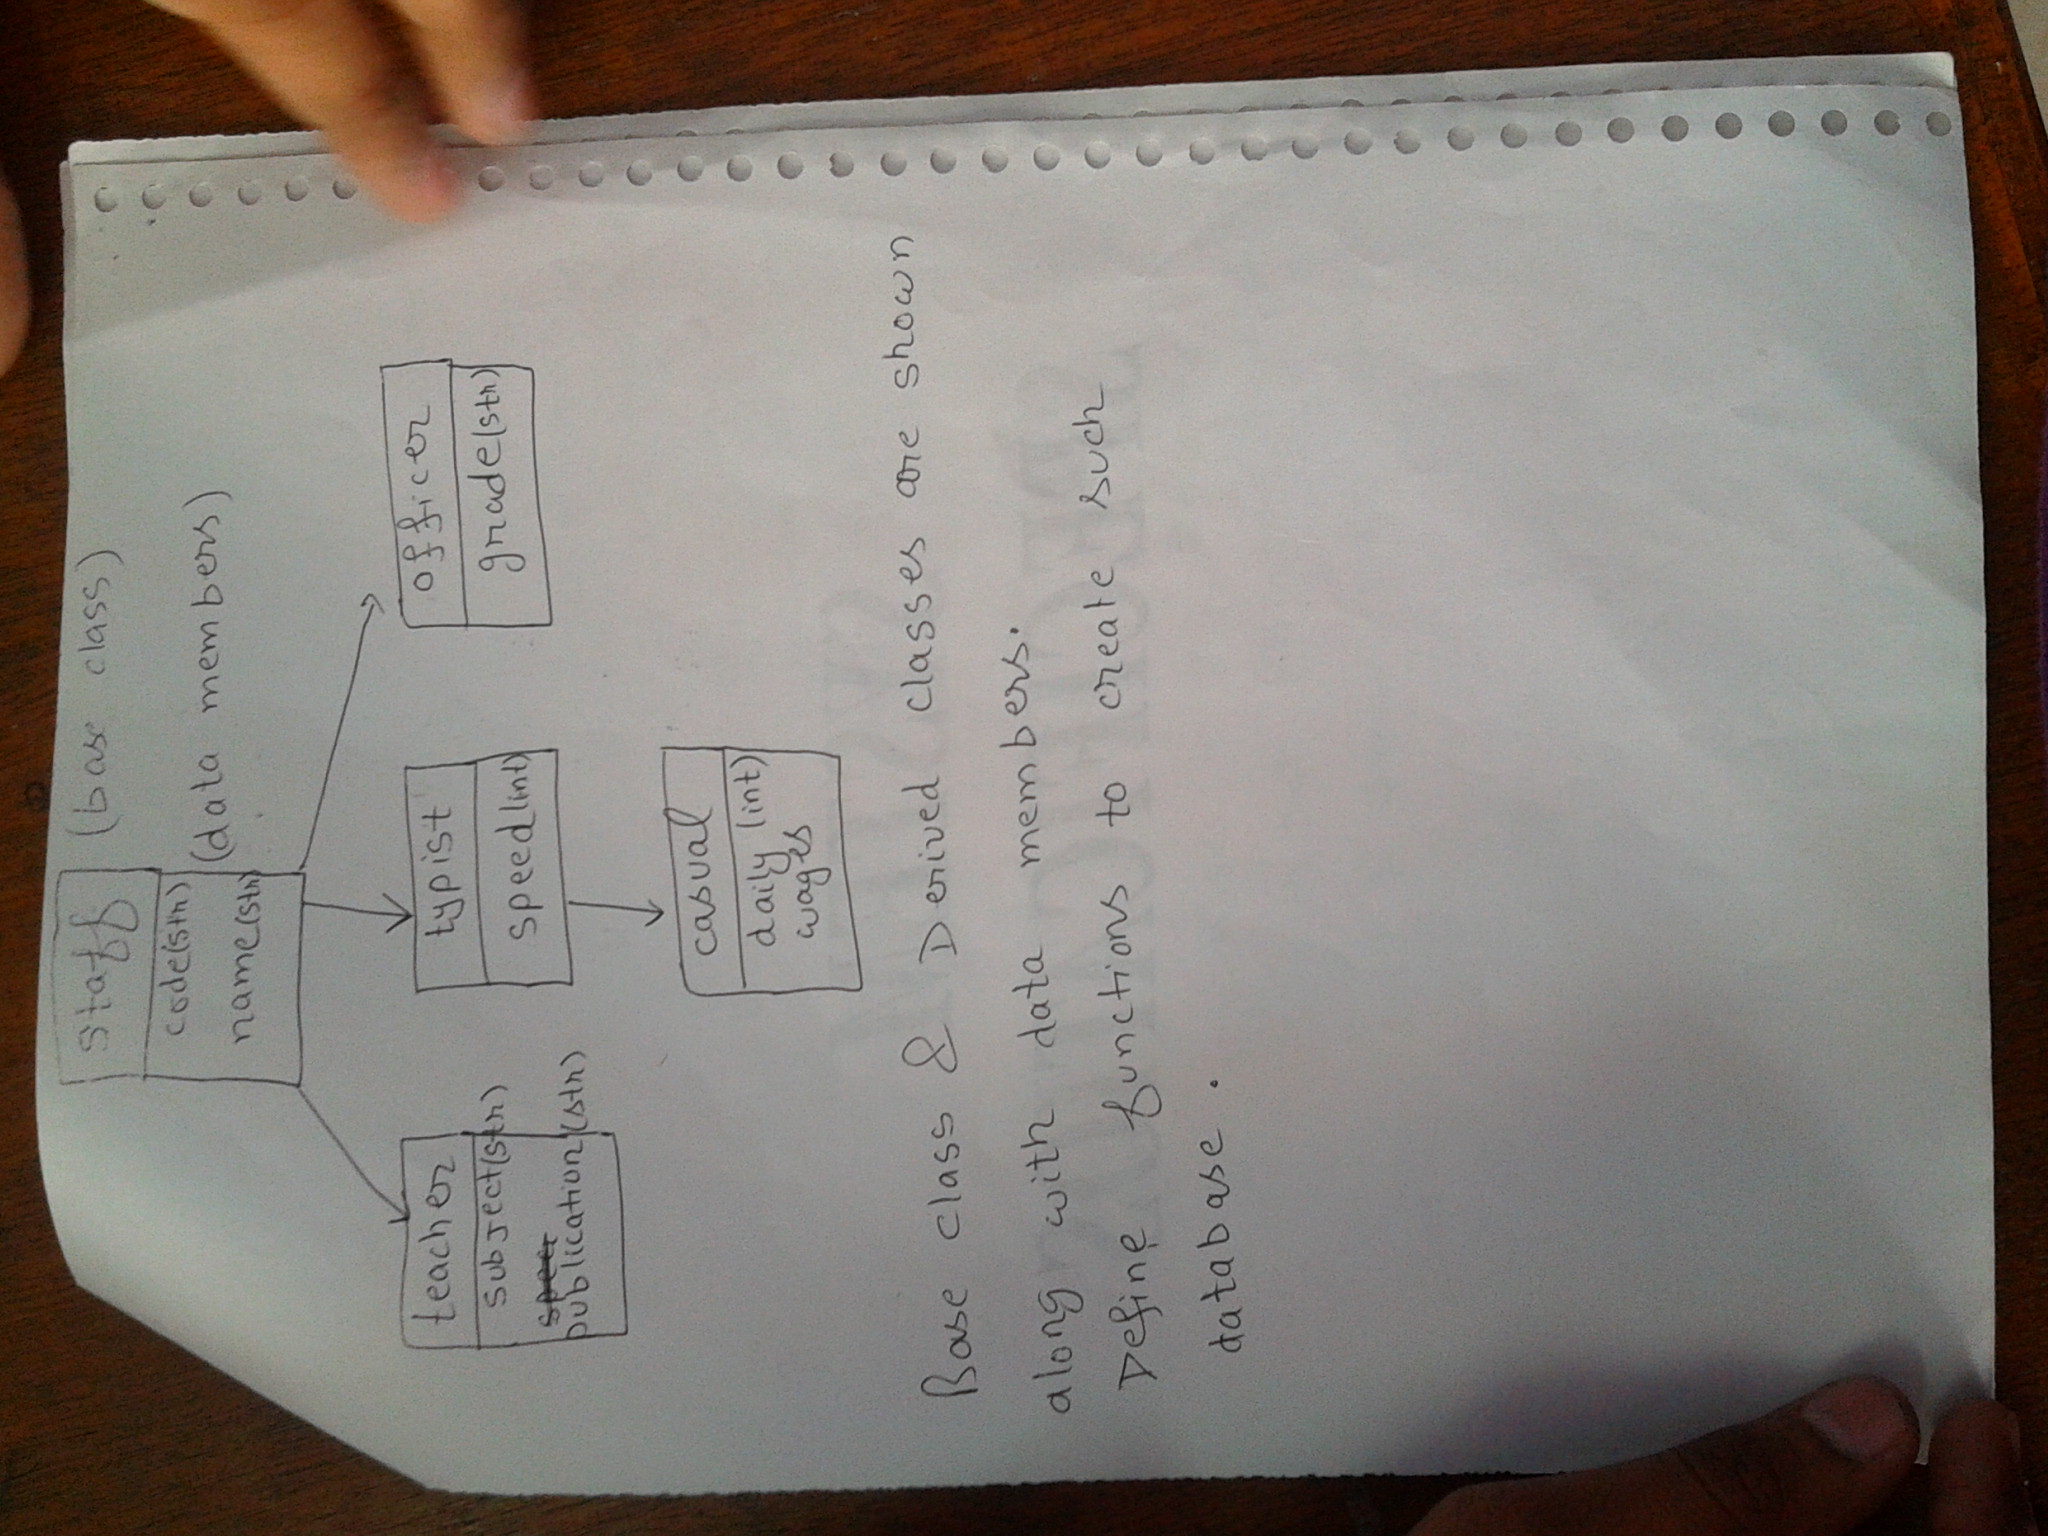 staff (base class)
code(str)
name(str) (data members)
teacher
subject(str)
publication(str)
typist
speed(int)
officer
grade(str)
casual
daily (int)
wages
Base class & Derived classes are shown
along with data members.
Define functions to create such
database.